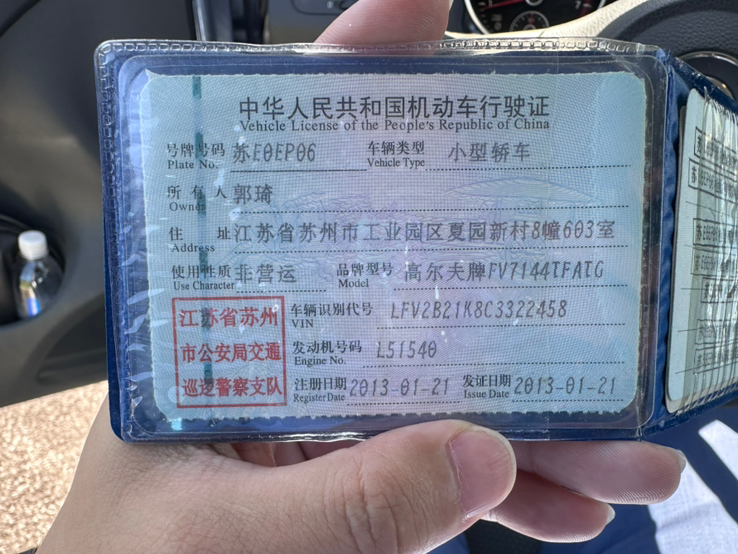 中华人民共和国机动车行驶证
Vehicle License of the People's Republic of China
号牌号码 苏E0EP06 车辆类型 小型轿车
Plate No. Vehicle Type
所有人 郭琦
Owner
住址 江苏省苏州市工业园区夏园新村8幢603室
Address
使用性质 非营运 品牌型号 高尔夫牌FV7144TFATG
Use Character Model
江苏省苏州
市公安局交通
巡逻警察支队
车辆识别代号 LFV2B21K8C3322458
VIN
发动机号码 L51540
Engine No.
注册日期 2013-01-21 发证日期 2013-01-21
Register Date Issue Date